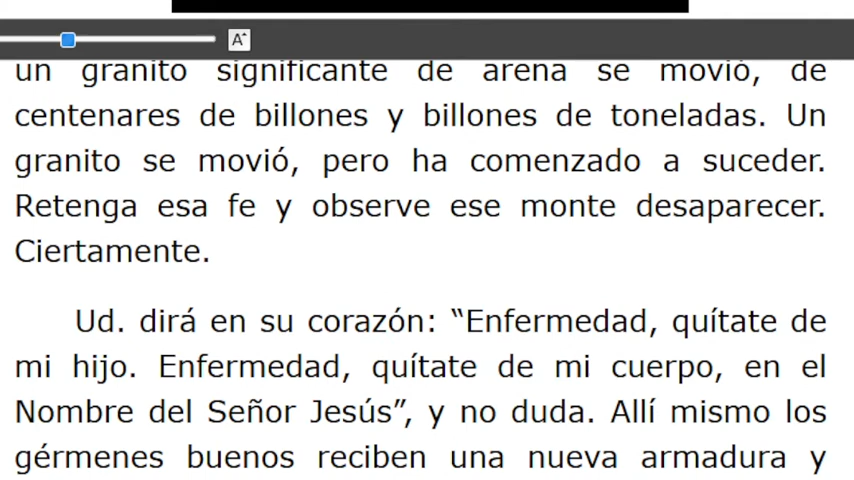 A
un granito significante de arena se movió, de
centenares de billones y billones de toneladas. Un
granito se movió, pero ha comenzado a suceder.
Retenga esa fe y observe ese monte desaparecer.
Ciertamente.
Ud. dirá en su corazón: “Enfermedad, quítate de
mi hijo. Enfermedad, quítate de mi cuerpo, en el
Nombre del Señor Jesús”, y no duda. Allí mismo los
gérmenes buenos reciben una nueva armadura y